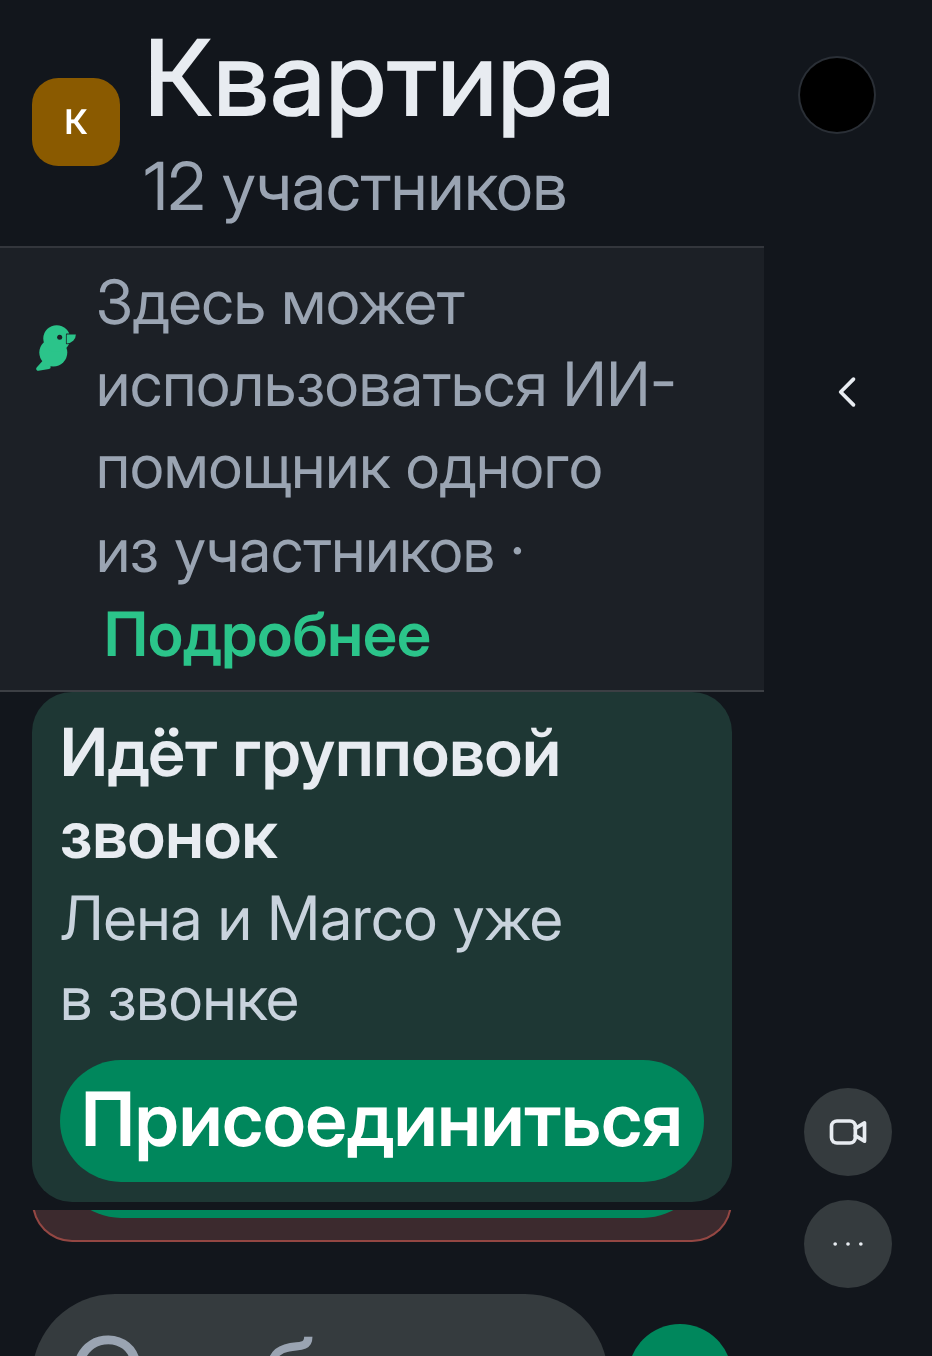 К
Квартира
12 участников
Здесь может
использоваться ИИ-
помощник одного
из участников ·
Подробнее
Идёт групповой
звонок
Лена и Marco уже
в звонке
Присоединиться